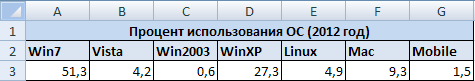 A B C D E F G
1 Процент использования ОС (2012 год)
2 Win7 Vista Win2003 WinXP Linux Mac Mobile
3 51,3 4,2 0,6 27,3 4,9 9,3 1,5